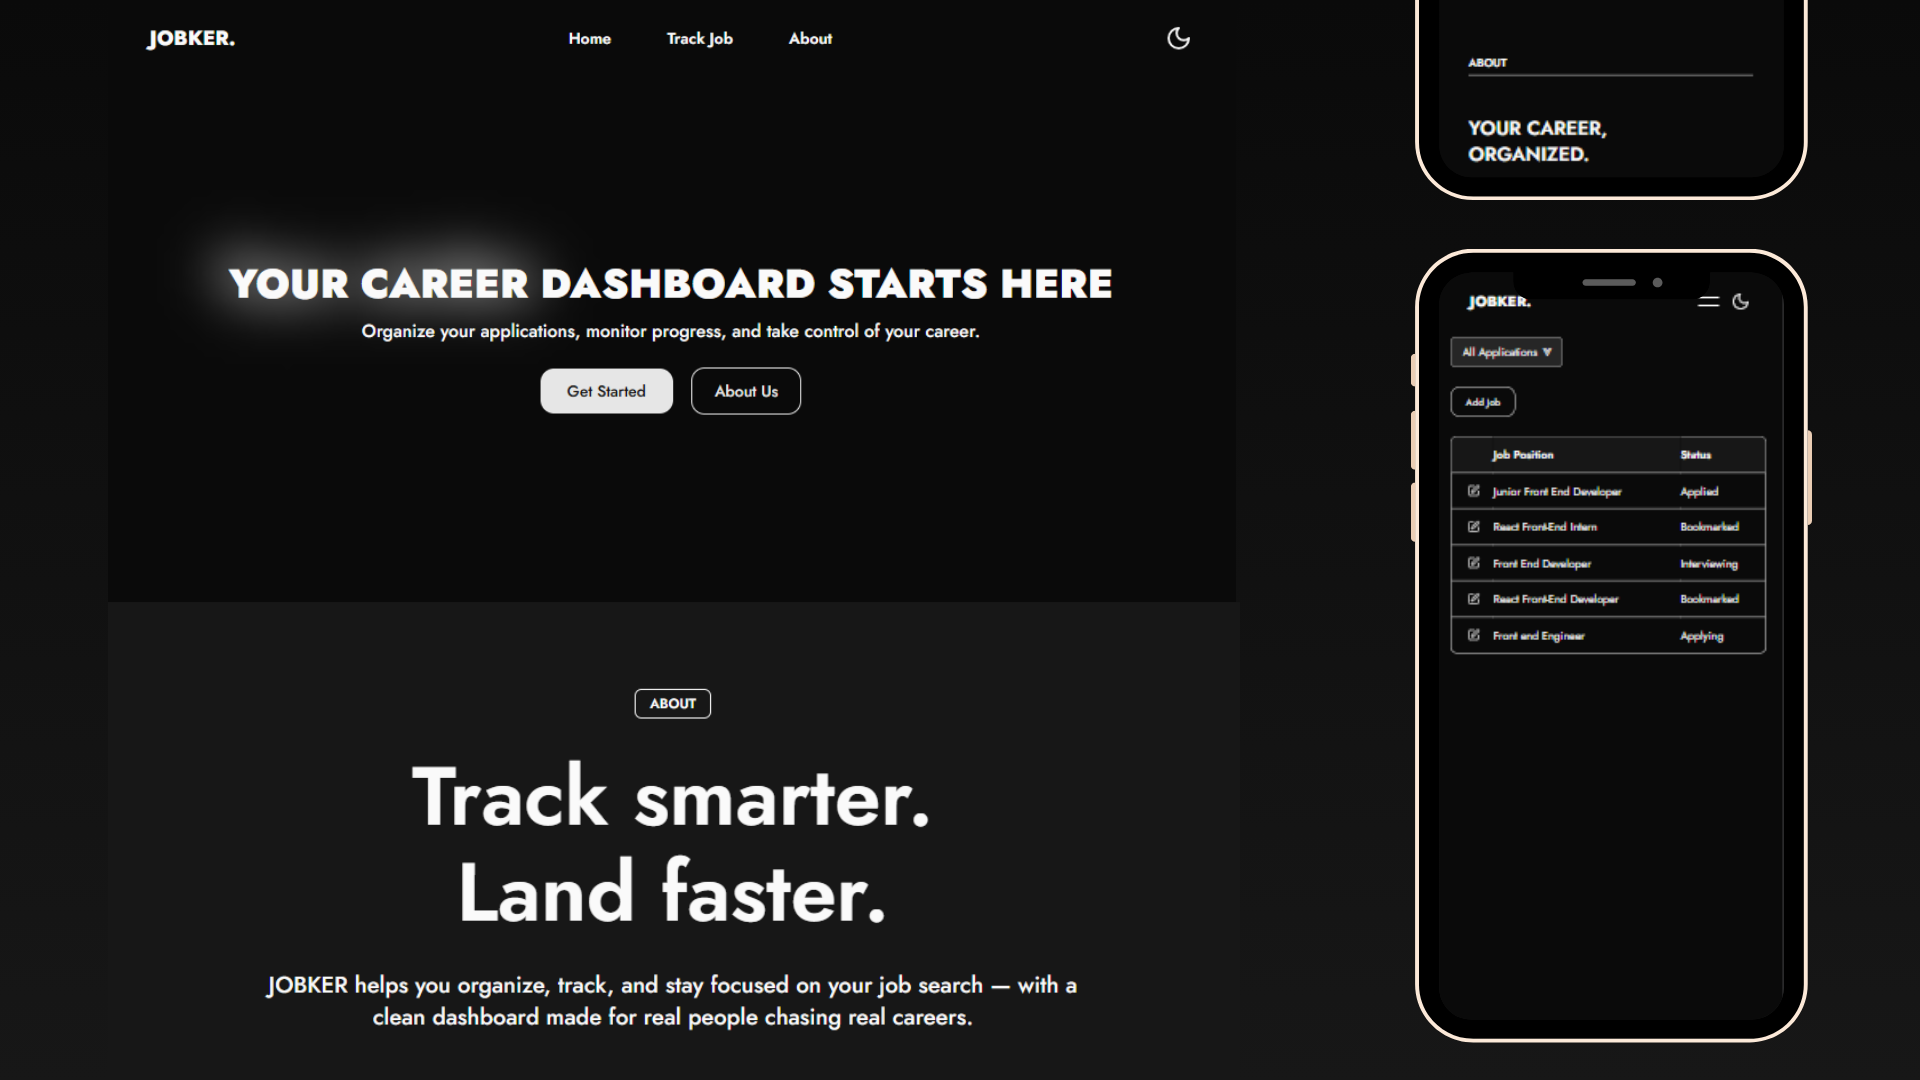 JOBKER.
Home Track Job About
YOUR CAREER DASHBOARD STARTS HERE
Organize your applications, monitor progress, and take control of your career.
Get Started About Us
ABOUT
Track smarter.
Land faster.
JOBKER helps you organize, track, and stay focused on your job search — with a
clean dashboard made for real people chasing real careers.
ABOUT
YOUR CAREER,
ORGANIZED.
JOBKER.
All Applications
Add Job
Job Position Status
Junior Front End Developer Applied
React Front-End Intern Bookmarked
Front End Developer Interviewing
React Front-End Developer Bookmarked
Front end Engineer Applying